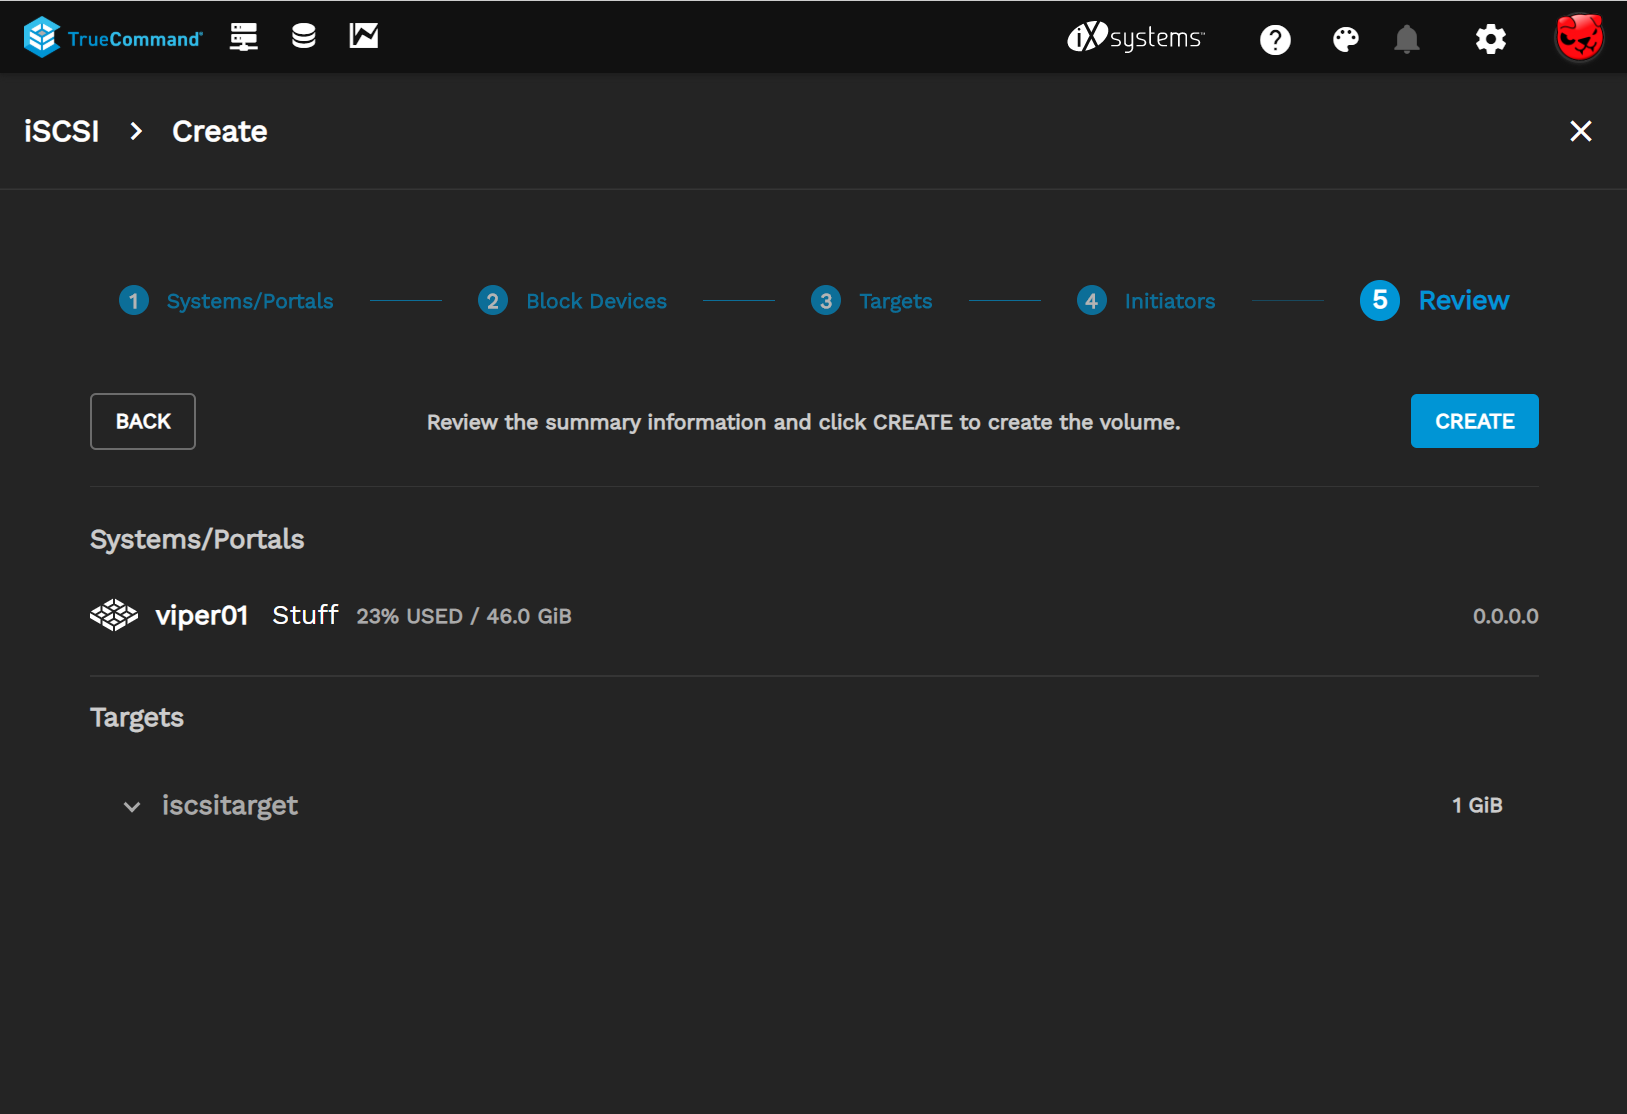 TrueCommand®
iXsystems™
iSCSI > Create
1 Systems/Portals 2 Block Devices 3 Targets 4 Initiators 5 Review
BACK Review the summary information and click CREATE to create the volume. CREATE
Systems/Portals
viper01 Stuff 23% USED / 46.0 GiB 0.0.0.0
Targets
iscsitarget 1 GiB